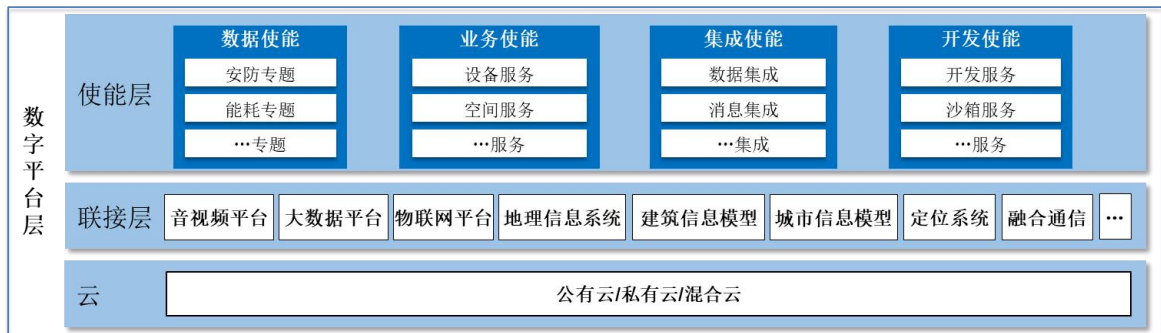 数字平台层
使能层
数据使能
安防专题
能耗专题
…专题
业务使能
设备服务
空间服务
…服务
集成使能
数据集成
消息集成
…集成
开发使能
开发服务
沙箱服务
…服务
联接层
音视频平台
大数据平台
物联网平台
地理信息系统
建筑信息模型
城市信息模型
定位系统
融合通信
…
云
公有云/私有云/混合云